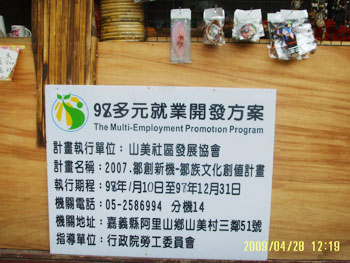 98多元就業開發方案
The Multi-Employment Promotion Program
計畫執行單位：山美社區發展協會
計畫名稱：2007.鄒創新機-鄒族文化創值計畫
執行期程：98年1月10日至97年12月31日
機關電話：05-2586994 分機14
機關地址：嘉義縣阿里山鄉山美村三鄰51號
指導單位：行政院勞工委員會
2009/04/28 12:19